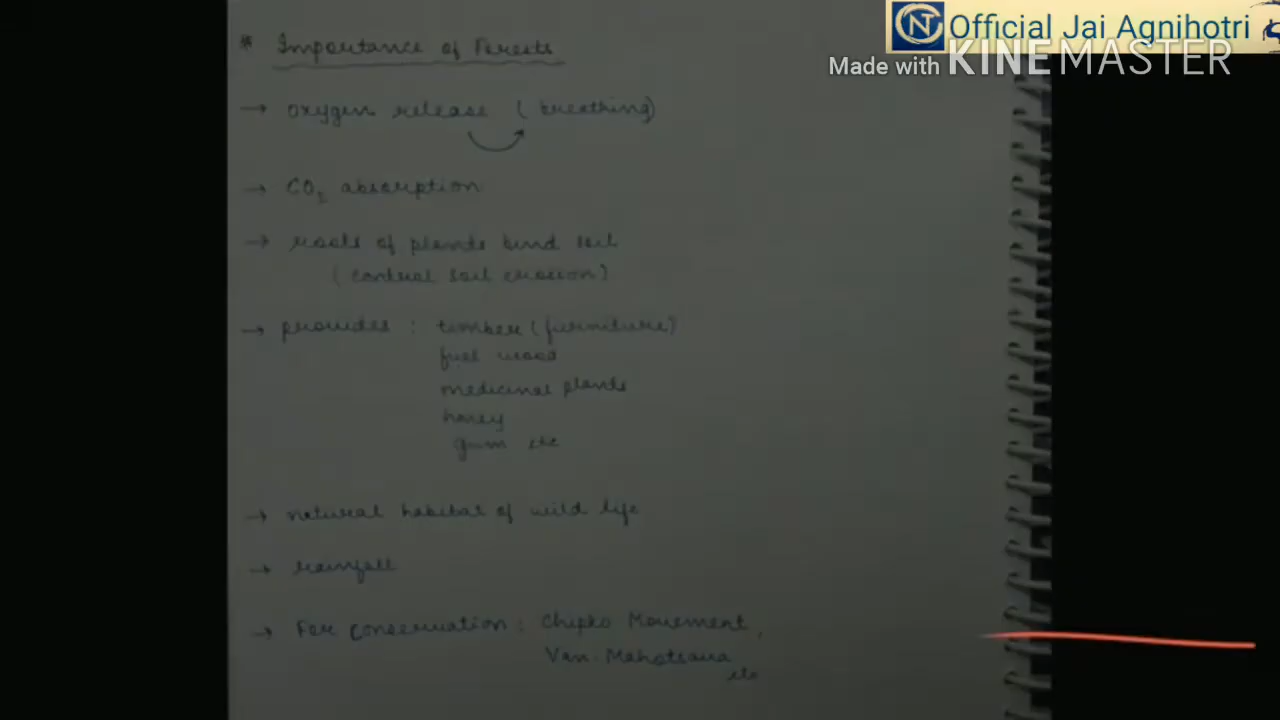 Official Jai Agnihotri
Made with KINEMASTER
* Importance of Forests
→ oxygen release (breathing)
→ CO₂ absorption
→ roots of plants bind soil
(control soil erosion)
→ provides : timber (furniture)
fuel wood
medicinal plants
honey
gum etc
→ natural habitat of wild life
→ rainfall
→ For conservation : Chipko Movement,
Van-Mahotsava
etc